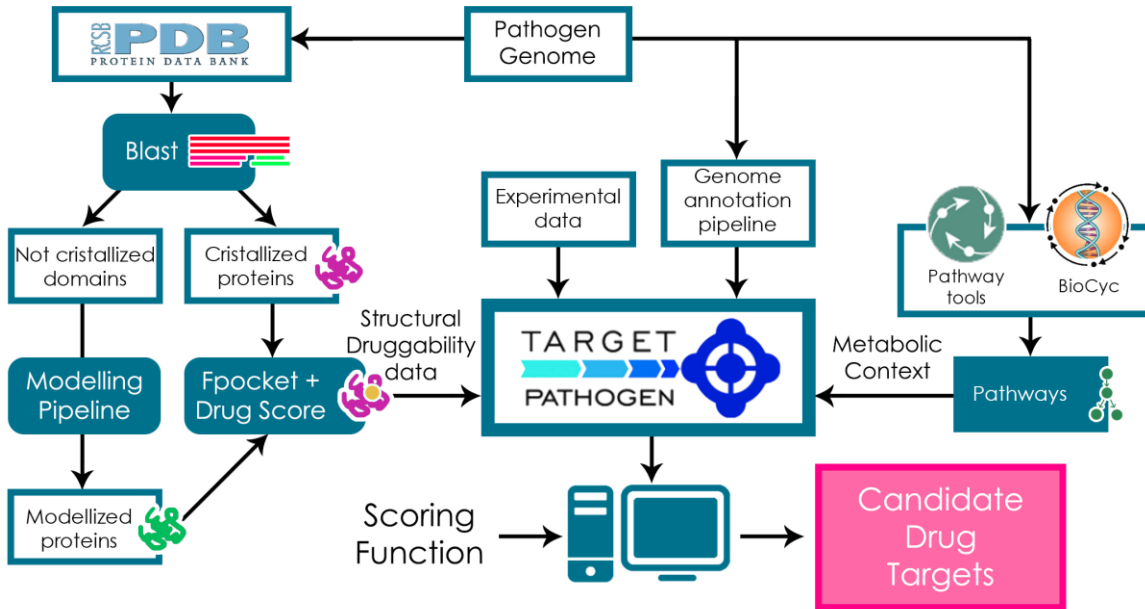 RCSB
PDB
PROTEIN DATA BANK
Pathogen
Genome
Blast
Experimental
data
Genome
annotation
pipeline
Pathway
tools
BioCyc
Not cristallized
domains
Cristallized
proteins
Structural
Druggability
data
TARGET
PATHOGEN
Metabolic
Context
Modelling
Pipeline
Fpocket +
Drug Score
Pathways
Modellized
proteins
Scoring
Function
Candidate
Drug
Targets